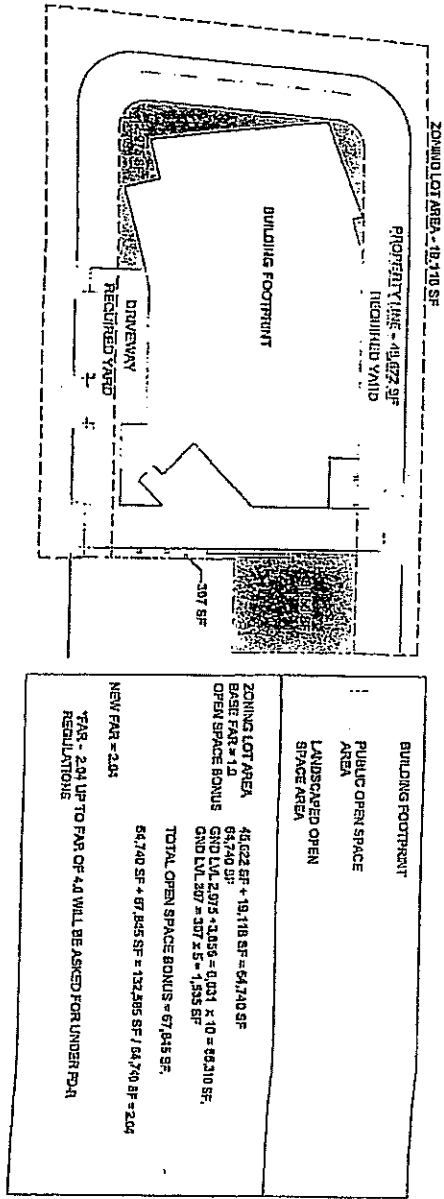 ZONING LOT AREA - 19,118 SF
PROPERTY LINE - 45,622 SF
REQUIRED YARD
BUILDING FOOTPRINT
DRIVEWAY
REQUIRED YARD
307 SF
BUILDING FOOTPRINT
PUBLIC OPEN SPACE
AREA
LANDSCAPED OPEN
SPACE AREA
ZONING LOT AREA 45,622 SF + 19,118 SF = 64,740 SF
BASE FAR = 1.0 64,740 SF
OPEN SPACE BONUS GND LVL 2,975 + 3,656 = 6,631 x 10 = 66,310 SF,
GND LVL 307 = 307 x 5 = 1,535 SF
TOTAL OPEN SPACE BONUS = 67,845 SF,
64,740 SF + 67,845 SF = 132,585 SF / 64,740 SF = 2.04
NEW FAR = 2.04
*FAR - 2.04 UP TO FAR OF 4.0 WILL BE ASKED FOR UNDER PD-R
REGULATIONS